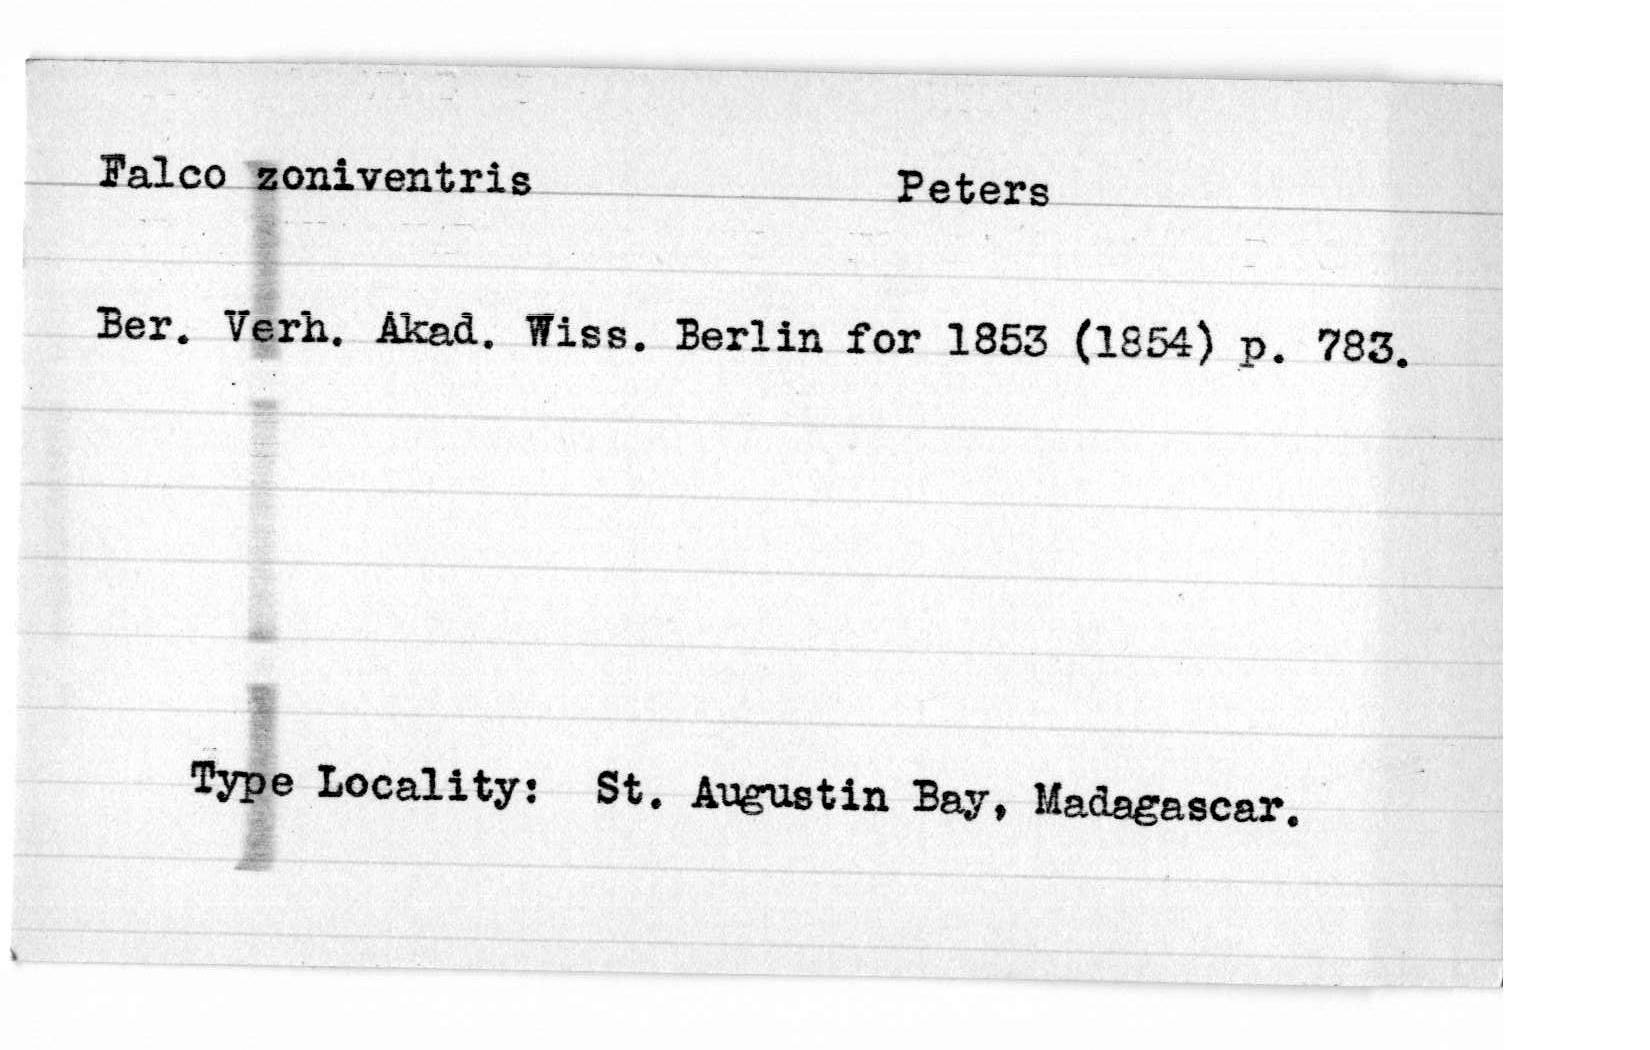 Falco zoniventris Peters
Ber. Verh. Akad. Wiss. Berlin for 1853 (1854) p. 783.
Type Locality: St. Augustin Bay, Madagascar.